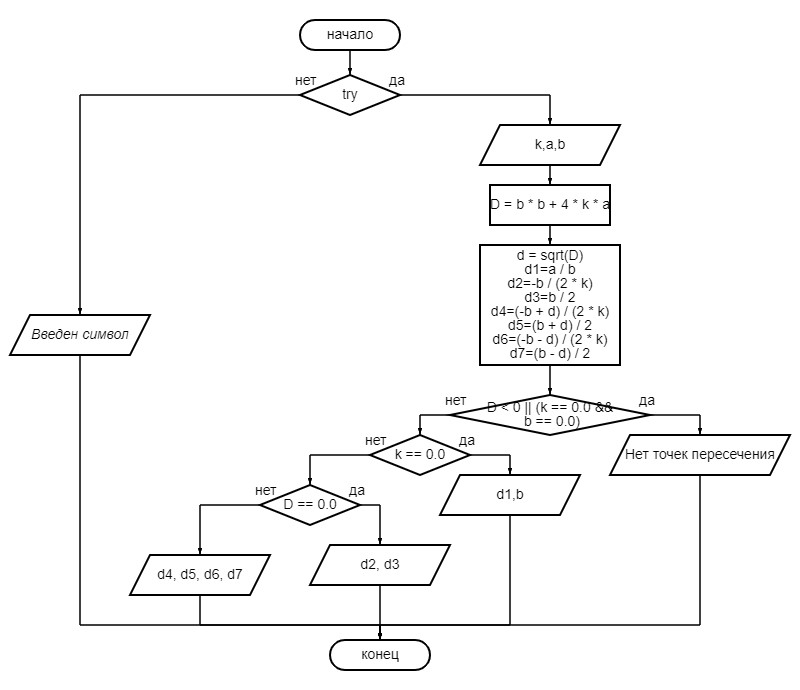 начало
нет
да
try
k,a,b
D = b * b + 4 * k * a
d = sqrt(D)
d1=a / b
d2=-b / (2 * k)
d3=b / 2
d4=(-b + d) / (2 * k)
d5=(b + d) / 2
d6=(-b - d) / (2 * k)
d7=(b - d) / 2
Введен символ
нет
да
D < 0 || (k == 0.0 &&
b == 0.0)
нет
да
k == 0.0
Нет точек пересечения
нет
да
D == 0.0
d1,b
d4, d5, d6, d7
d2, d3
конец